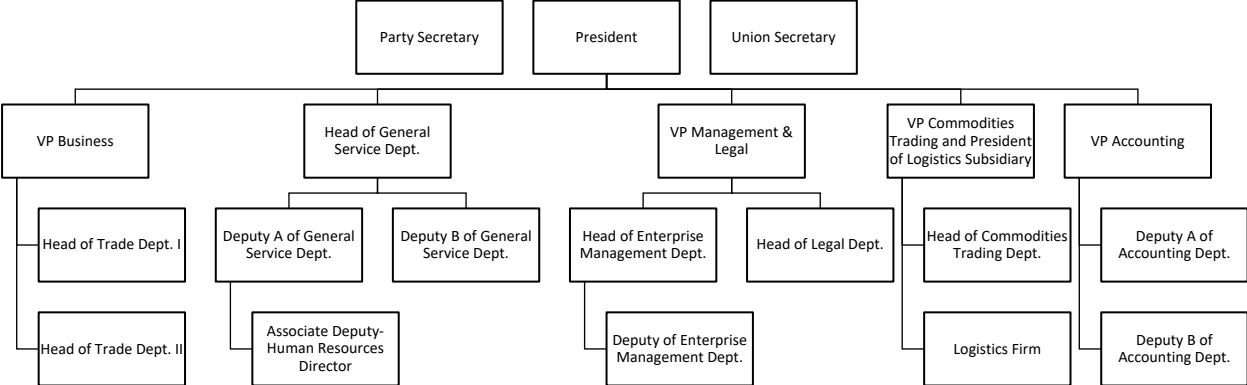 Party Secretary
President
Union Secretary
VP Business
Head of General
Service Dept.
VP Management &
Legal
VP Commodities
Trading and President
of Logistics Subsidiary
VP Accounting
Head of Trade Dept. I
Deputy A of General
Service Dept.
Deputy B of General
Service Dept.
Head of Enterprise
Management Dept.
Head of Legal Dept.
Head of Commodities
Trading Dept.
Deputy A of
Accounting Dept.
Head of Trade Dept. II
Associate Deputy-
Human Resources
Director
Deputy of Enterprise
Management Dept.
Logistics Firm
Deputy B of
Accounting Dept.